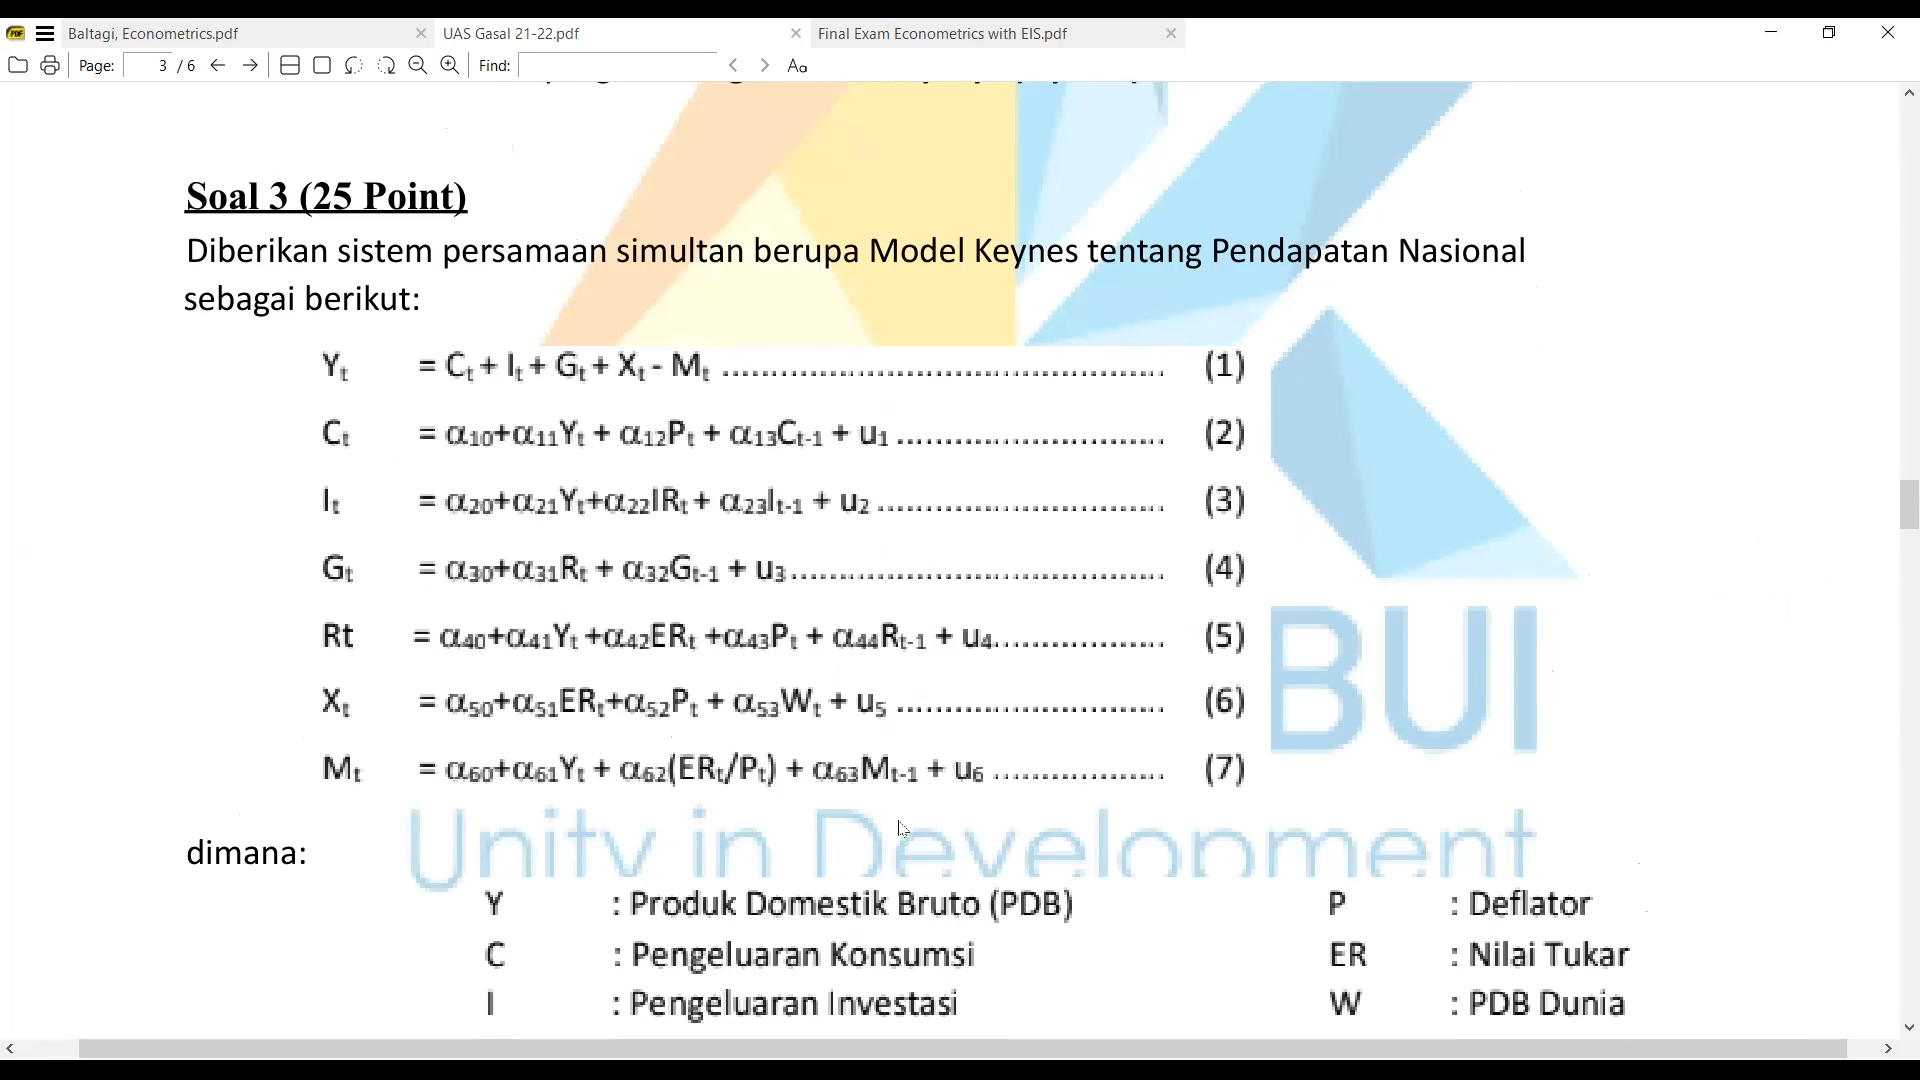 Baltagi, Econometrics.pdf
UAS Gasal 21-22.pdf
Final Exam Econometrics with EIS.pdf
Page: 3 / 6
Find:
Aa
Soal 3 (25 Point)
Diberikan sistem persamaan simultan berupa Model Keynes tentang Pendapatan Nasional
sebagai berikut:
Yt = Ct + It + Gt + Xt - Mt ............................................. (1)
Ct = α10+α11Yt + α12Pt + α13Ct-1 + u1 ........................... (2)
It = α20+α21Yt+α22IRt + α23It-1 + u2 ............................. (3)
Gt = α30+α31Rt + α32Gt-1 + u3 ...................................... (4)
Rt = α40+α41Yt +α42ERt +α43Pt + α44Rt-1 + u4 ................. (5)
Xt = α50+α51ERt+α52Pt + α53Wt + u5 ........................... (6)
Mt = α60+α61Yt + α62(ERt/Pt) + α63Mt-1 + u6 .................. (7)
BUI
Unity in Development
dimana:
Y : Produk Domestik Bruto (PDB) P : Deflator
C : Pengeluaran Konsumsi ER : Nilai Tukar
I : Pengeluaran Investasi W : PDB Dunia